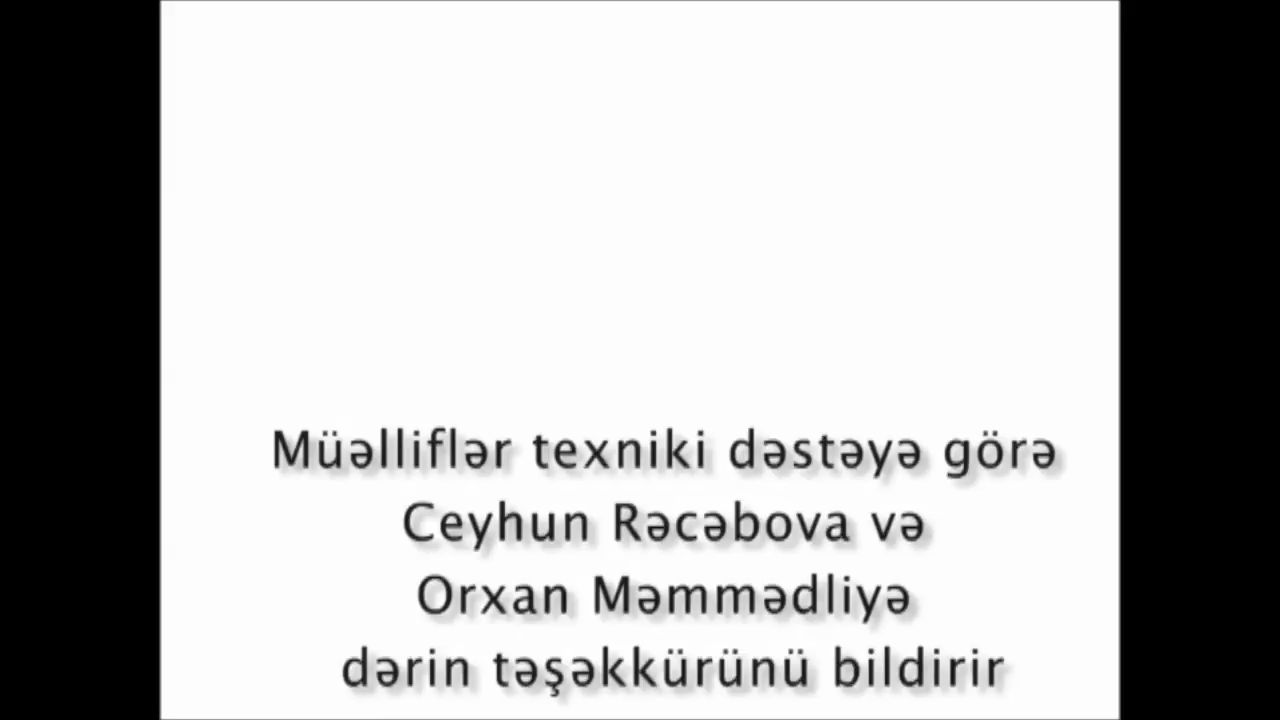 Müəlliflər texniki dəstəyə görə
Ceyhun Rəcəbova və
Orxan Məmmədliyə
dərin təşəkkürünü bildirir